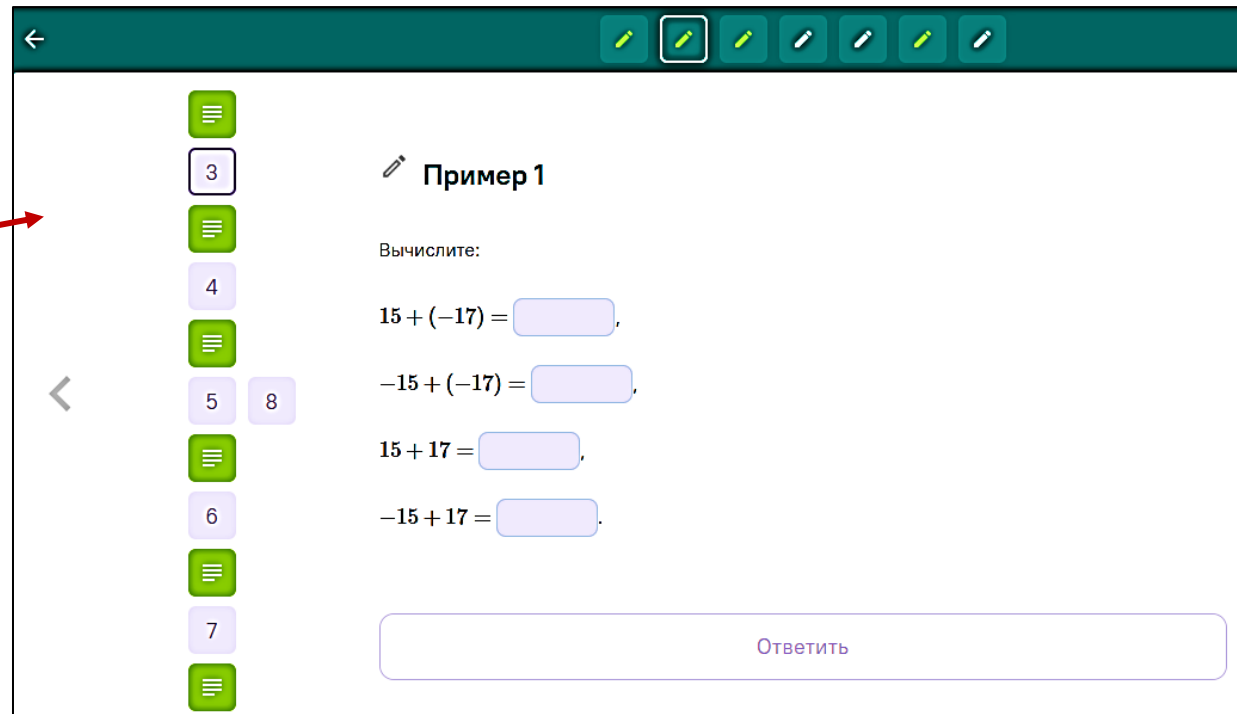 3
Пример 1
Вычислите:
4
15 + (−17) = ,
5 8
−15 + (−17) = ,
15 + 17 = ,
6
−15 + 17 = .
7
Ответить